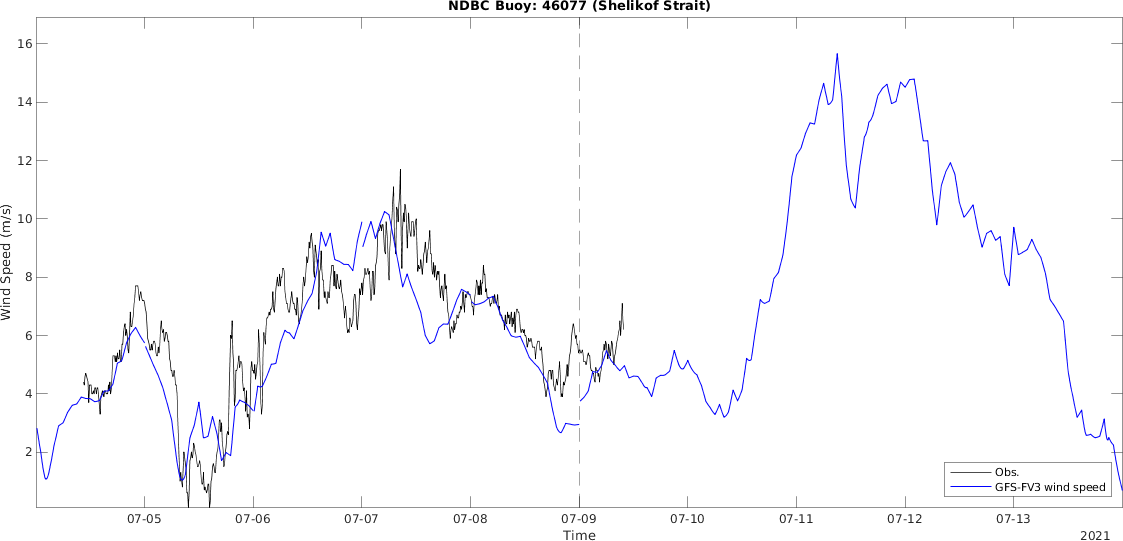 NDBC Buoy: 46077 (Shelikof Strait)
16
14
12
10
8
6
4
2
Wind Speed (m/s)
Obs.
GFS-FV3 wind speed
07-05 07-06 07-07 07-08 07-09 07-10 07-11 07-12 07-13
Time
2021